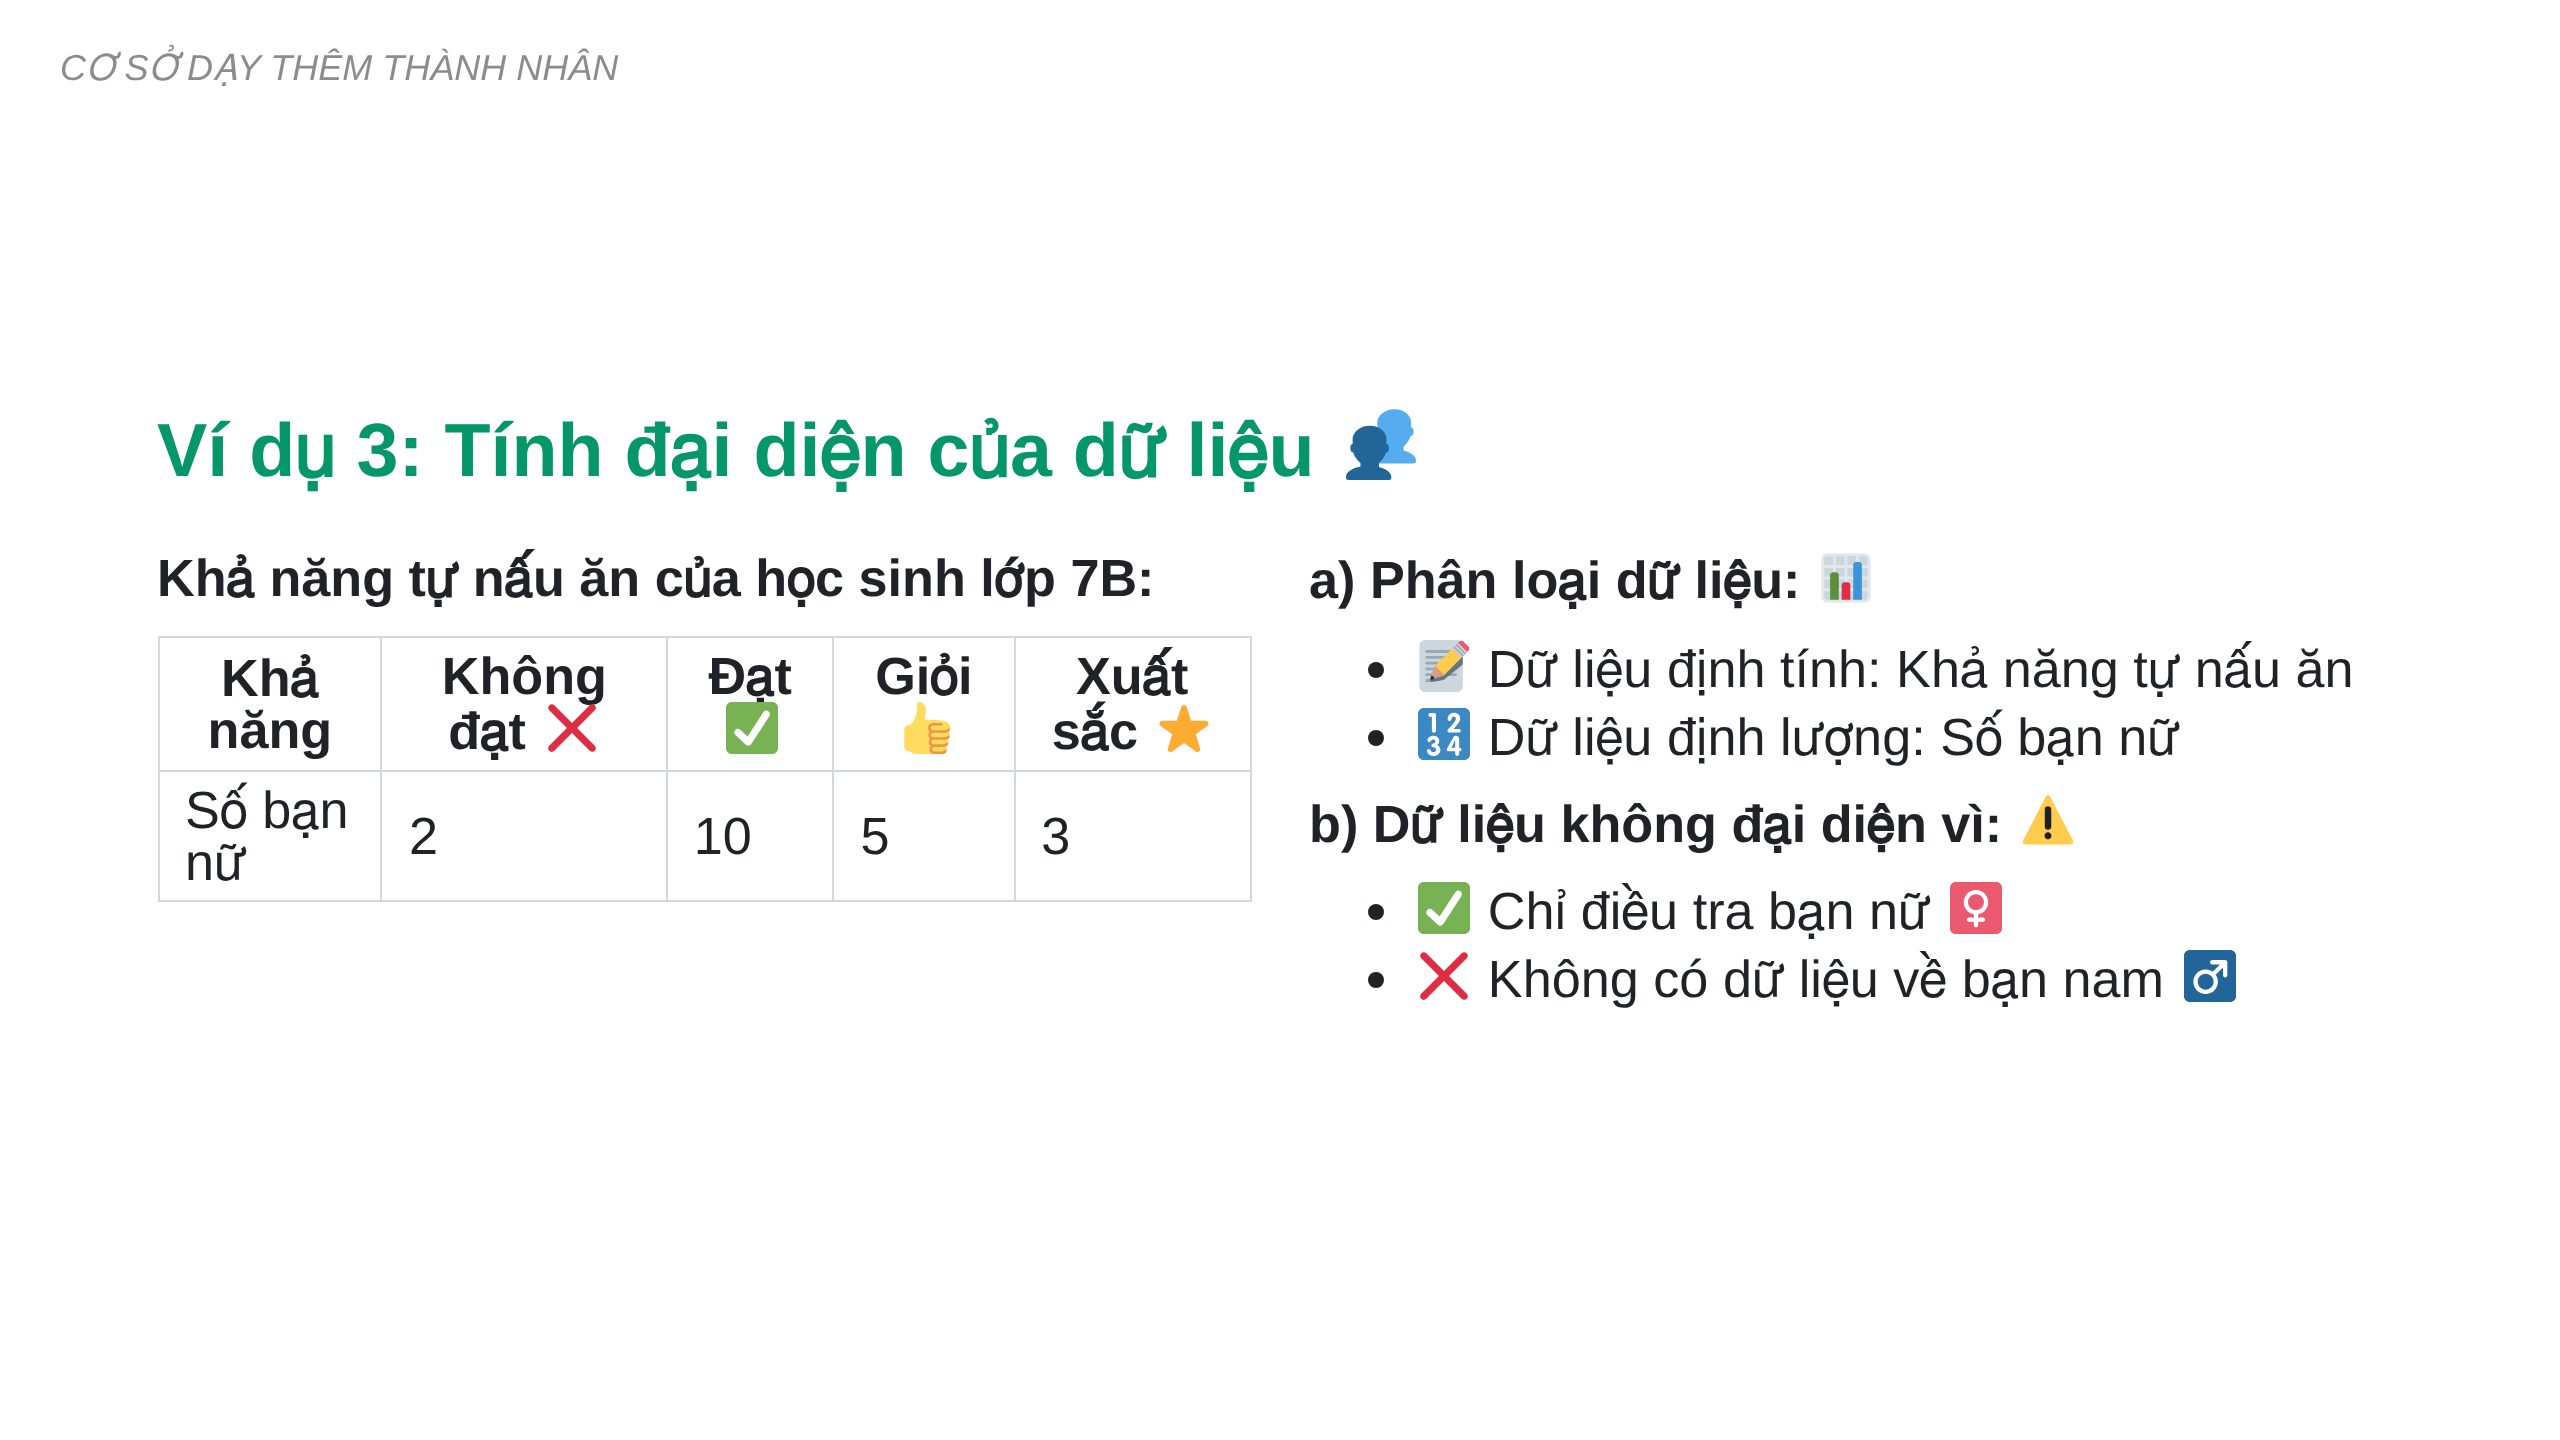 CƠ SỞ DẠY THÊM THÀNH NHÂN
Ví dụ 3: Tính đại diện của dữ liệu 👥
Khả năng tự nấu ăn của học sinh lớp 7B:
Khả năng | Không đạt ❌ | Đạt ✅ | Giỏi 👍 | Xuất sắc ⭐
Số bạn nữ | 2 | 10 | 5 | 3
a) Phân loại dữ liệu: 📊
• 📝 Dữ liệu định tính: Khả năng tự nấu ăn
• 🔢 Dữ liệu định lượng: Số bạn nữ
b) Dữ liệu không đại diện vì: ⚠️
• ✅ Chỉ điều tra bạn nữ ♀️
• ❌ Không có dữ liệu về bạn nam ♂️